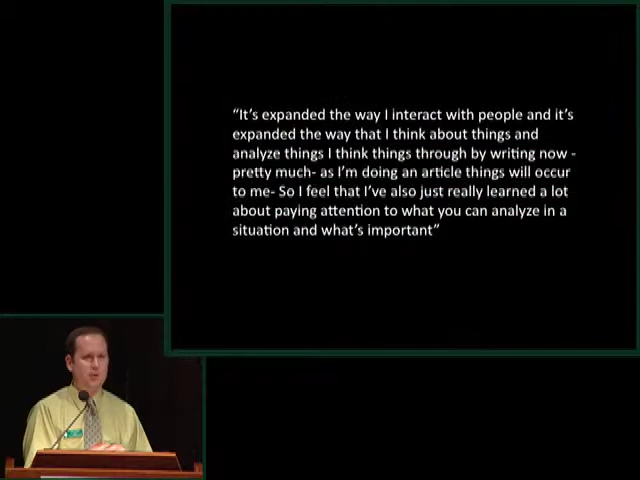 “It’s expanded the way I interact with people and it’s
expanded the way that I think about things and
analyze things I think things through by writing now -
pretty much- as I’m doing an article things will occur
to me- So I feel that I’ve also just really learned a lot
about paying attention to what you can analyze in a
situation and what’s important”